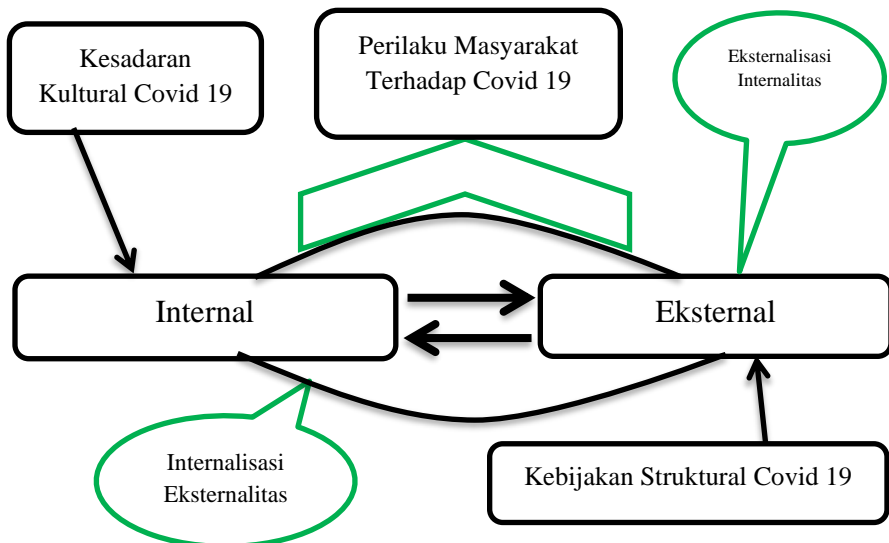 Kesadaran
Kultural Covid 19
Perilaku Masyarakat
Terhadap Covid 19
Eksternalisasi
Internalitas
Internal
Eksternal
Internalisasi
Eksternalitas
Kebijakan Struktural Covid 19